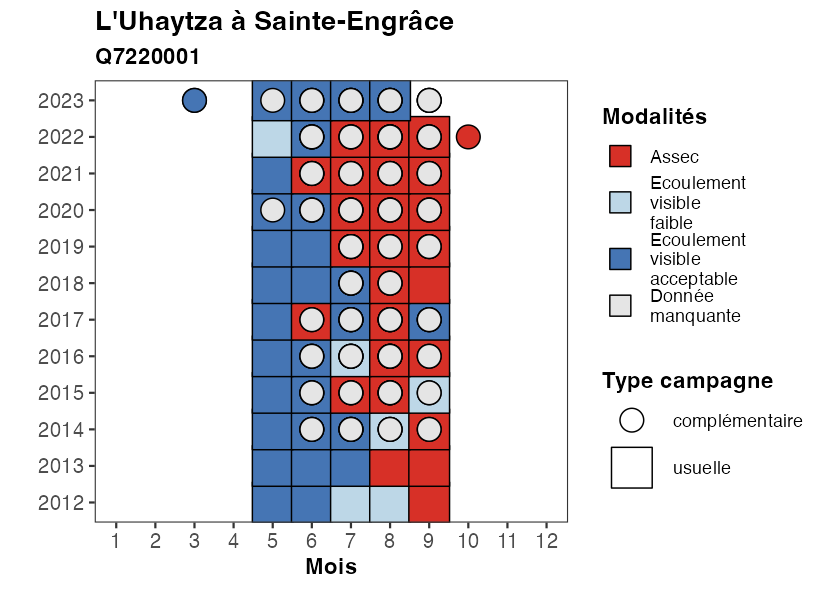 L'Uhaytza à Sainte-Engrâce
Q7220001
2023
2022
2021
2020
2019
2018
2017
2016
2015
2014
2013
2012
1 2 3 4 5 6 7 8 9 10 11 12
Mois
Modalités
Assec
Ecoulement
visible
faible
Ecoulement
visible
acceptable
Donnée
manquante
Type campagne
complémentaire
usuelle